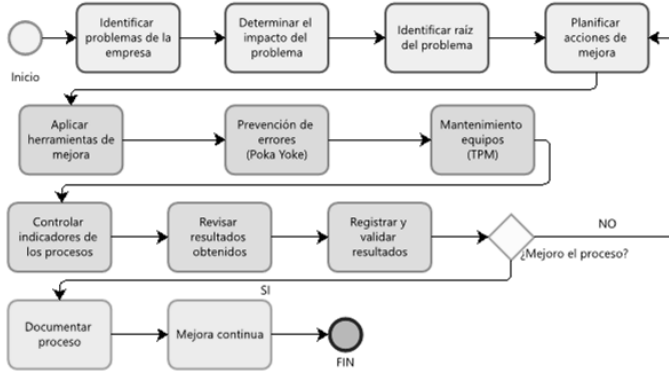 Inicio
Identificar
problemas de la
empresa
Determinar el
impacto del
problema
Identificar raíz
del problema
Planificar
acciones de
mejora
Aplicar
herramientas de
mejora
Prevención de
errores
(Poka Yoke)
Mantenimiento
equipos
(TPM)
Controlar
indicadores de
los procesos
Revisar
resultados
obtenidos
Registrar y
validar
resultados
¿Mejoro el proceso?
NO
SI
Documentar
proceso
Mejora continua
FIN